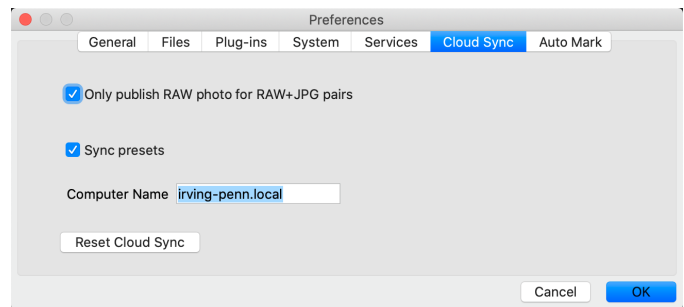 Preferences
General Files Plug-ins System Services Cloud Sync Auto Mark
Only publish RAW photo for RAW+JPG pairs
Sync presets
Computer Name irving-penn.local
Reset Cloud Sync
Cancel OK